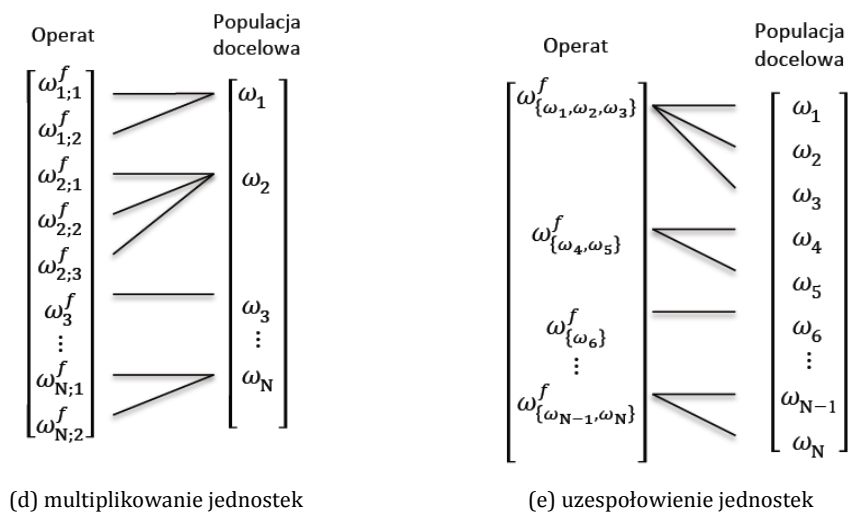 Operat
Populacja
docelowa
ω^f_{1;1}
ω^f_{1;2}
ω^f_{2;1}
ω^f_{2;2}
ω^f_{2;3}
ω^f_3
⋮
ω^f_{N;1}
ω^f_{N;2}
ω_1
ω_2
ω_3
⋮
ω_N
(d) multiplikowanie jednostek
Operat
Populacja
docelowa
ω^f_{{ω_1,ω_2,ω_3}}
ω^f_{{ω_4,ω_5}}
ω^f_{{ω_6}}
⋮
ω^f_{{ω_{N−1},ω_N}}
ω_1
ω_2
ω_3
ω_4
ω_5
ω_6
⋮
ω_{N−1}
ω_N
(e) uzespołowienie jednostek